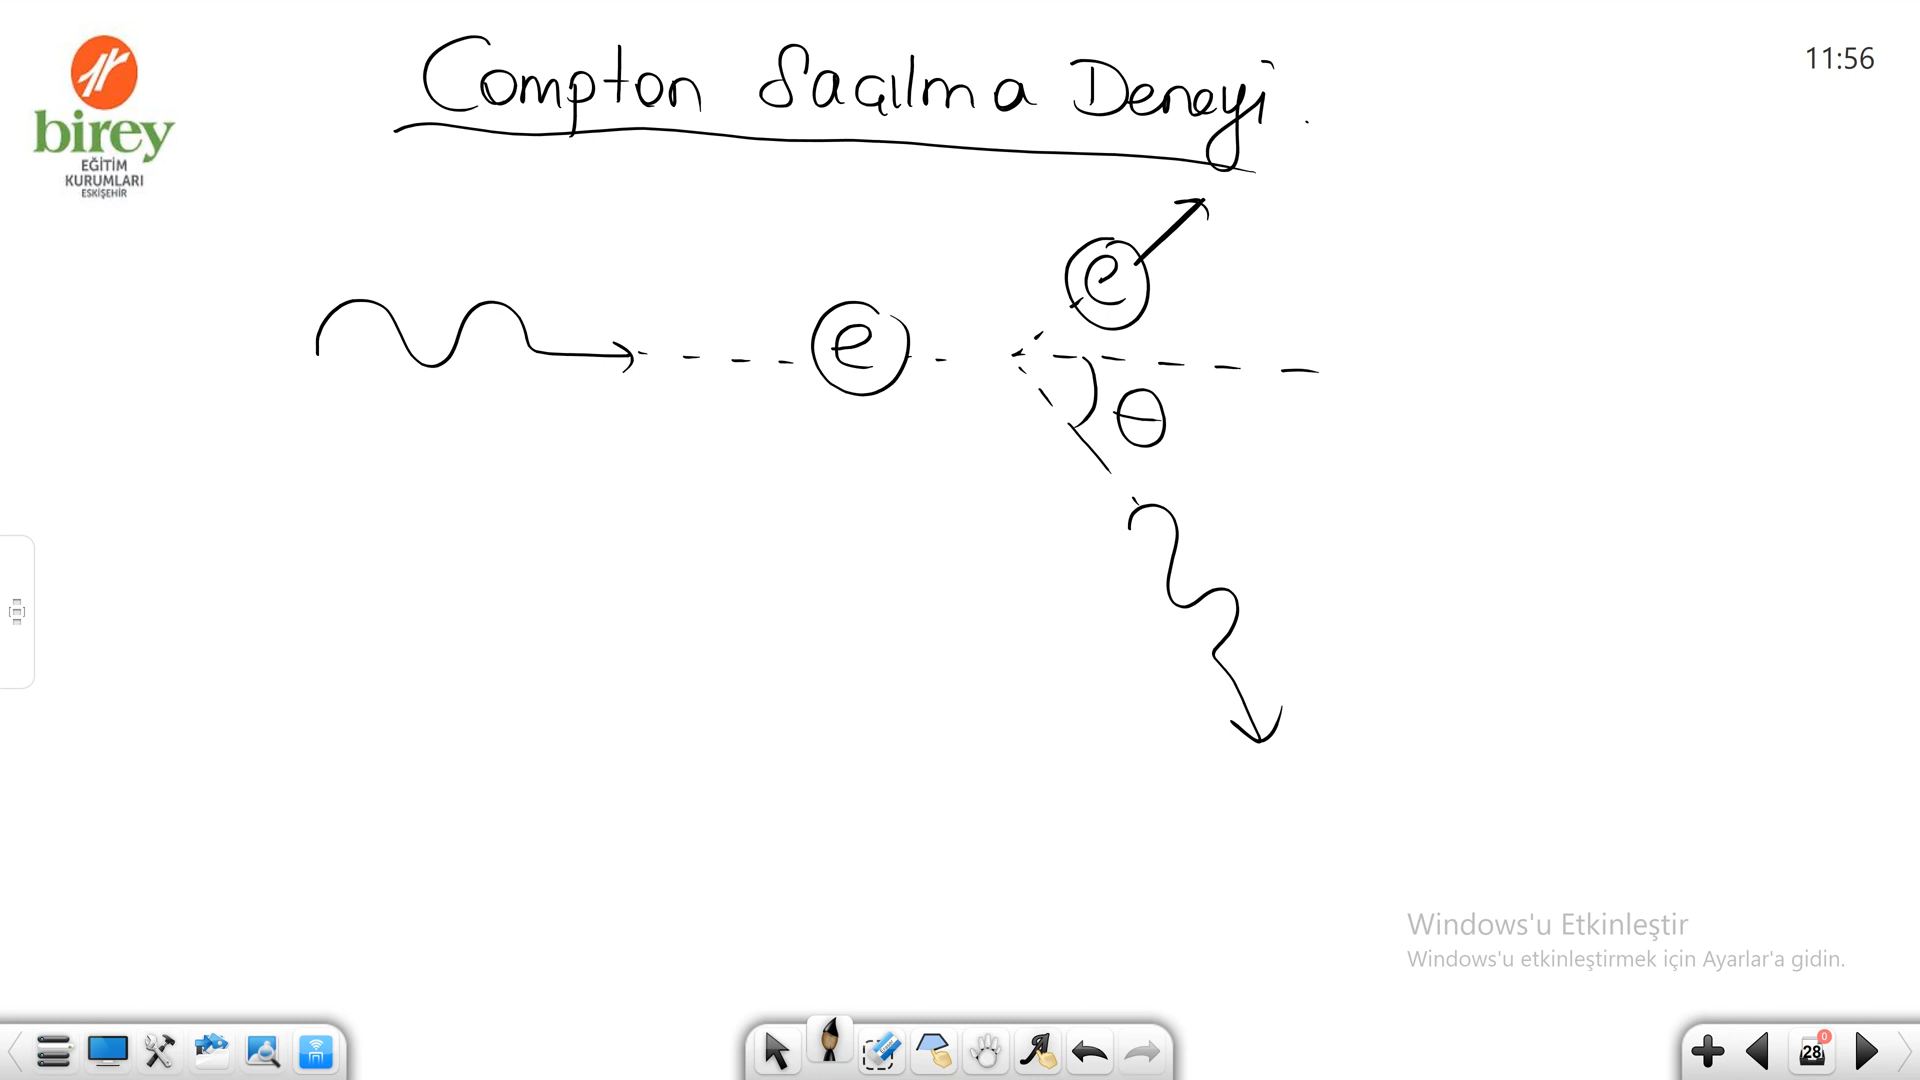 Compton Saçılma Deneyi.
11:56
birey
EĞİTİM
KURUMLARI
ESKİŞEHİR
e
e
θ
Windows'u Etkinleştir
Windows'u etkinleştirmek için Ayarlar'a gidin.
28
0